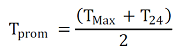 T_prom = (T_Max + T_24) / 2